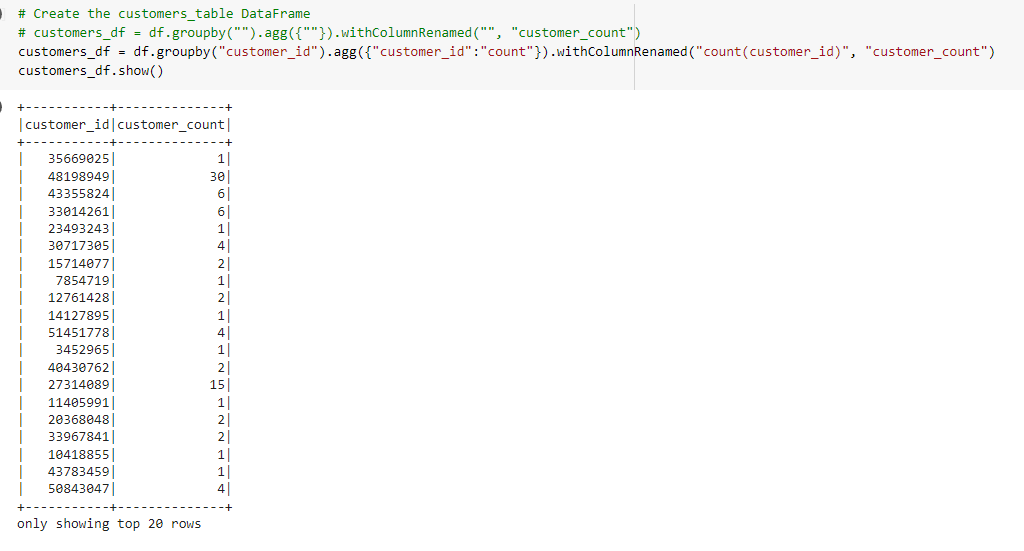 # Create the customers_table DataFrame
# customers_df = df.groupby("").agg({""}).withColumnRenamed("", "customer_count")
customers_df = df.groupby("customer_id").agg({"customer_id":"count"}).withColumnRenamed("count(customer_id)", "customer_count")
customers_df.show()
+-----------+--------------+
|customer_id|customer_count|
+-----------+--------------+
|   35669025|             1|
|   48198949|            30|
|   43355824|             6|
|   33014261|             6|
|   23493243|             1|
|   30717305|             4|
|   15714077|             2|
|    7854719|             1|
|   12761428|             2|
|   14127895|             1|
|   51451778|             4|
|    3452965|             1|
|   40430762|             2|
|   27314089|            15|
|   11405991|             1|
|   20368048|             2|
|   33967841|             2|
|   10418855|             1|
|   43783459|             1|
|   50843047|             4|
+-----------+--------------+
only showing top 20 rows